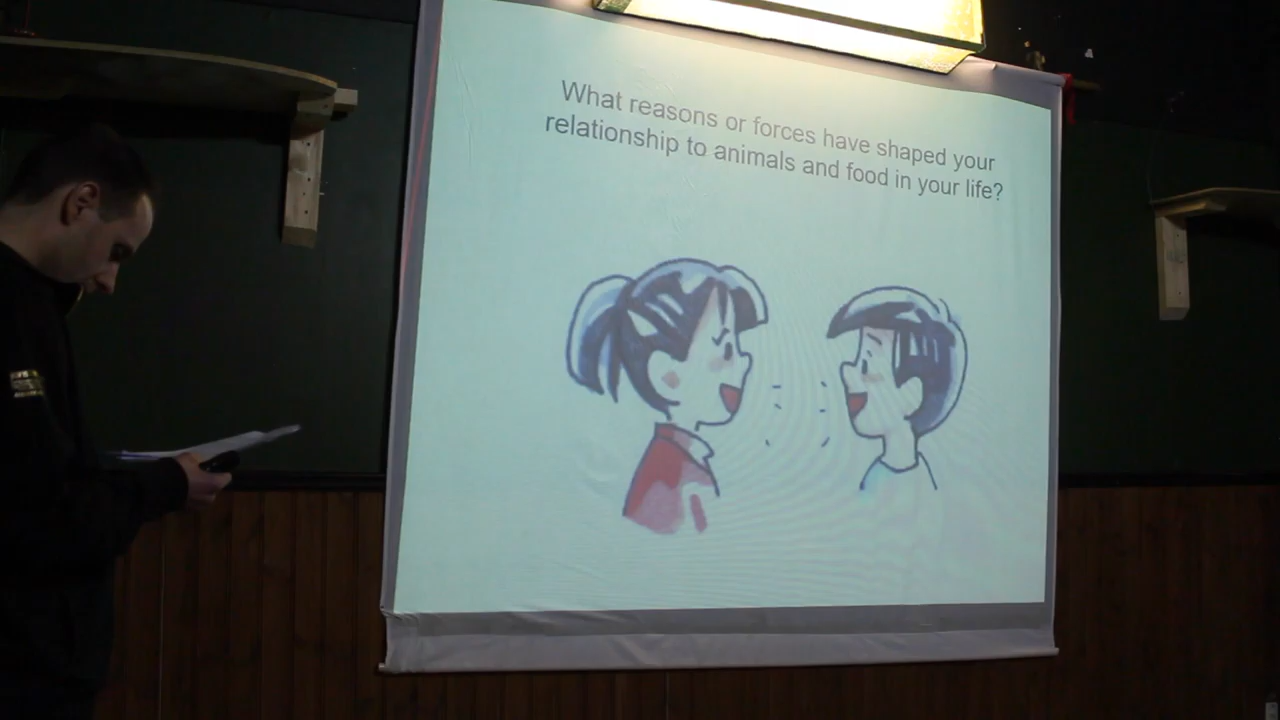 What reasons or forces have shaped your
relationship to animals and food in your life?